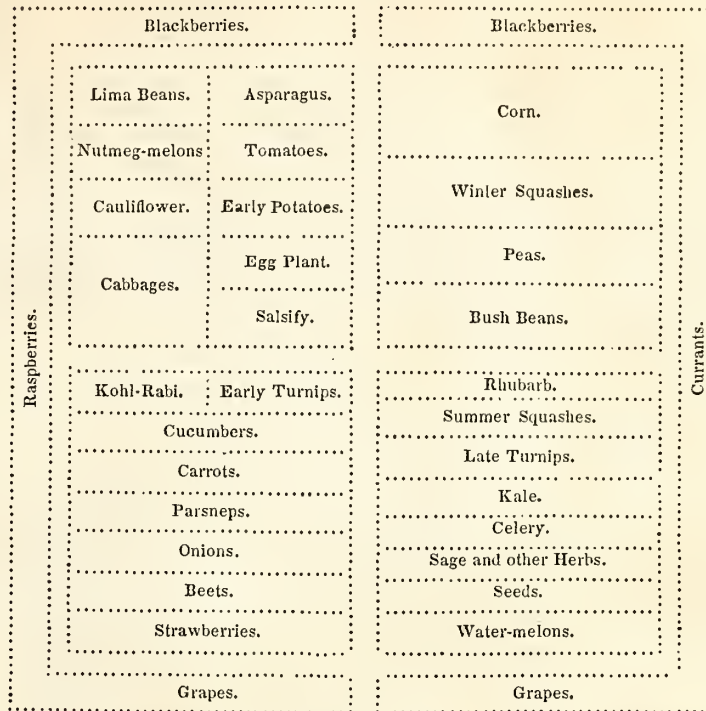 Blackberries.
Blackberries.
Raspberries.
Lima Beans.
Asparagus.
Nutmeg-melons
Tomatoes.
Cauliflower.
Early Potatoes.
Cabbages.
Egg Plant.
Salsify.
Kohl-Rabi.
Early Turnips.
Cucumbers.
Carrots.
Parsneps.
Onions.
Beets.
Strawberries.
Grapes.
Corn.
Winter Squashes.
Peas.
Bush Beans.
Rhubarb.
Summer Squashes.
Late Turnips.
Kale.
Celery.
Sage and other Herbs.
Seeds.
Water-melons.
Grapes.
Currants.